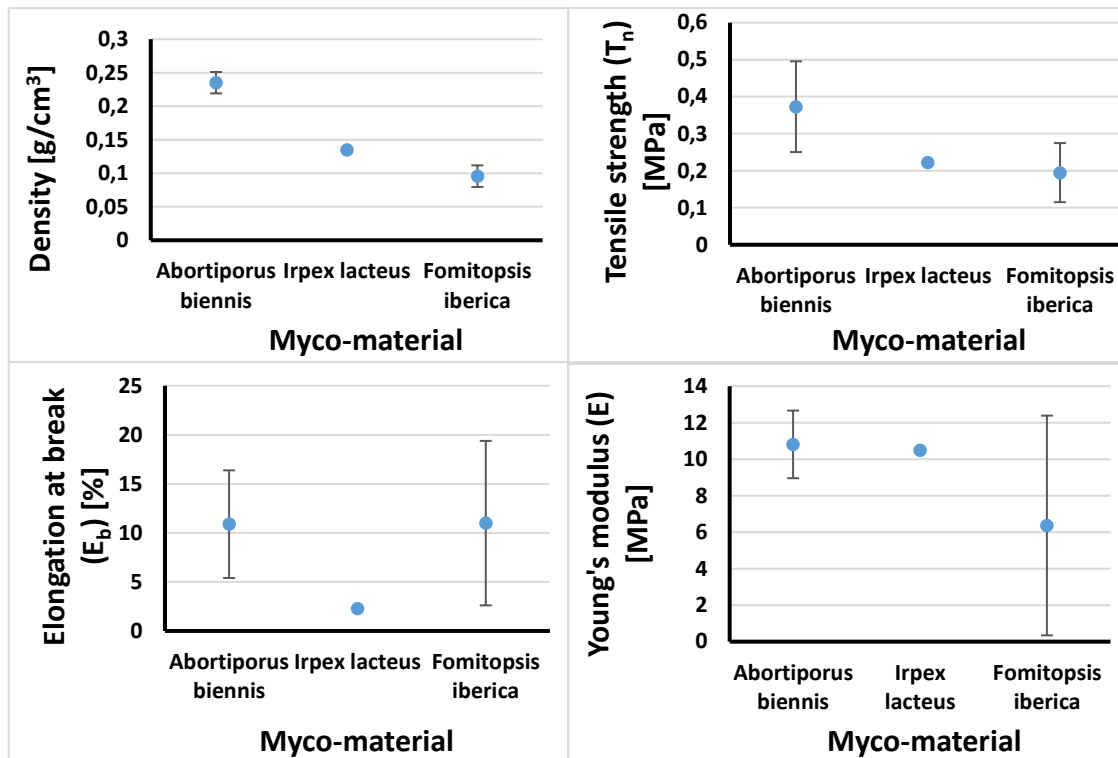 Density [g/cm³]
0,3
0,25
0,2
0,15
0,1
0,05
0
Abortiporus biennis
Irpex lacteus
Fomitopsis iberica
Myco-material
Tensile strength (Tn) [MPa]
0,6
0,5
0,4
0,3
0,2
0,1
0
Abortiporus biennis
Irpex lacteus
Fomitopsis iberica
Myco-material
Elongation at break (Eb) [%]
25
20
15
10
5
0
Abortiporus biennis
Irpex lacteus
Fomitopsis iberica
Myco-material
Young's modulus (E) [MPa]
14
12
10
8
6
4
2
0
Abortiporus biennis
Irpex lacteus
Fomitopsis iberica
Myco-material